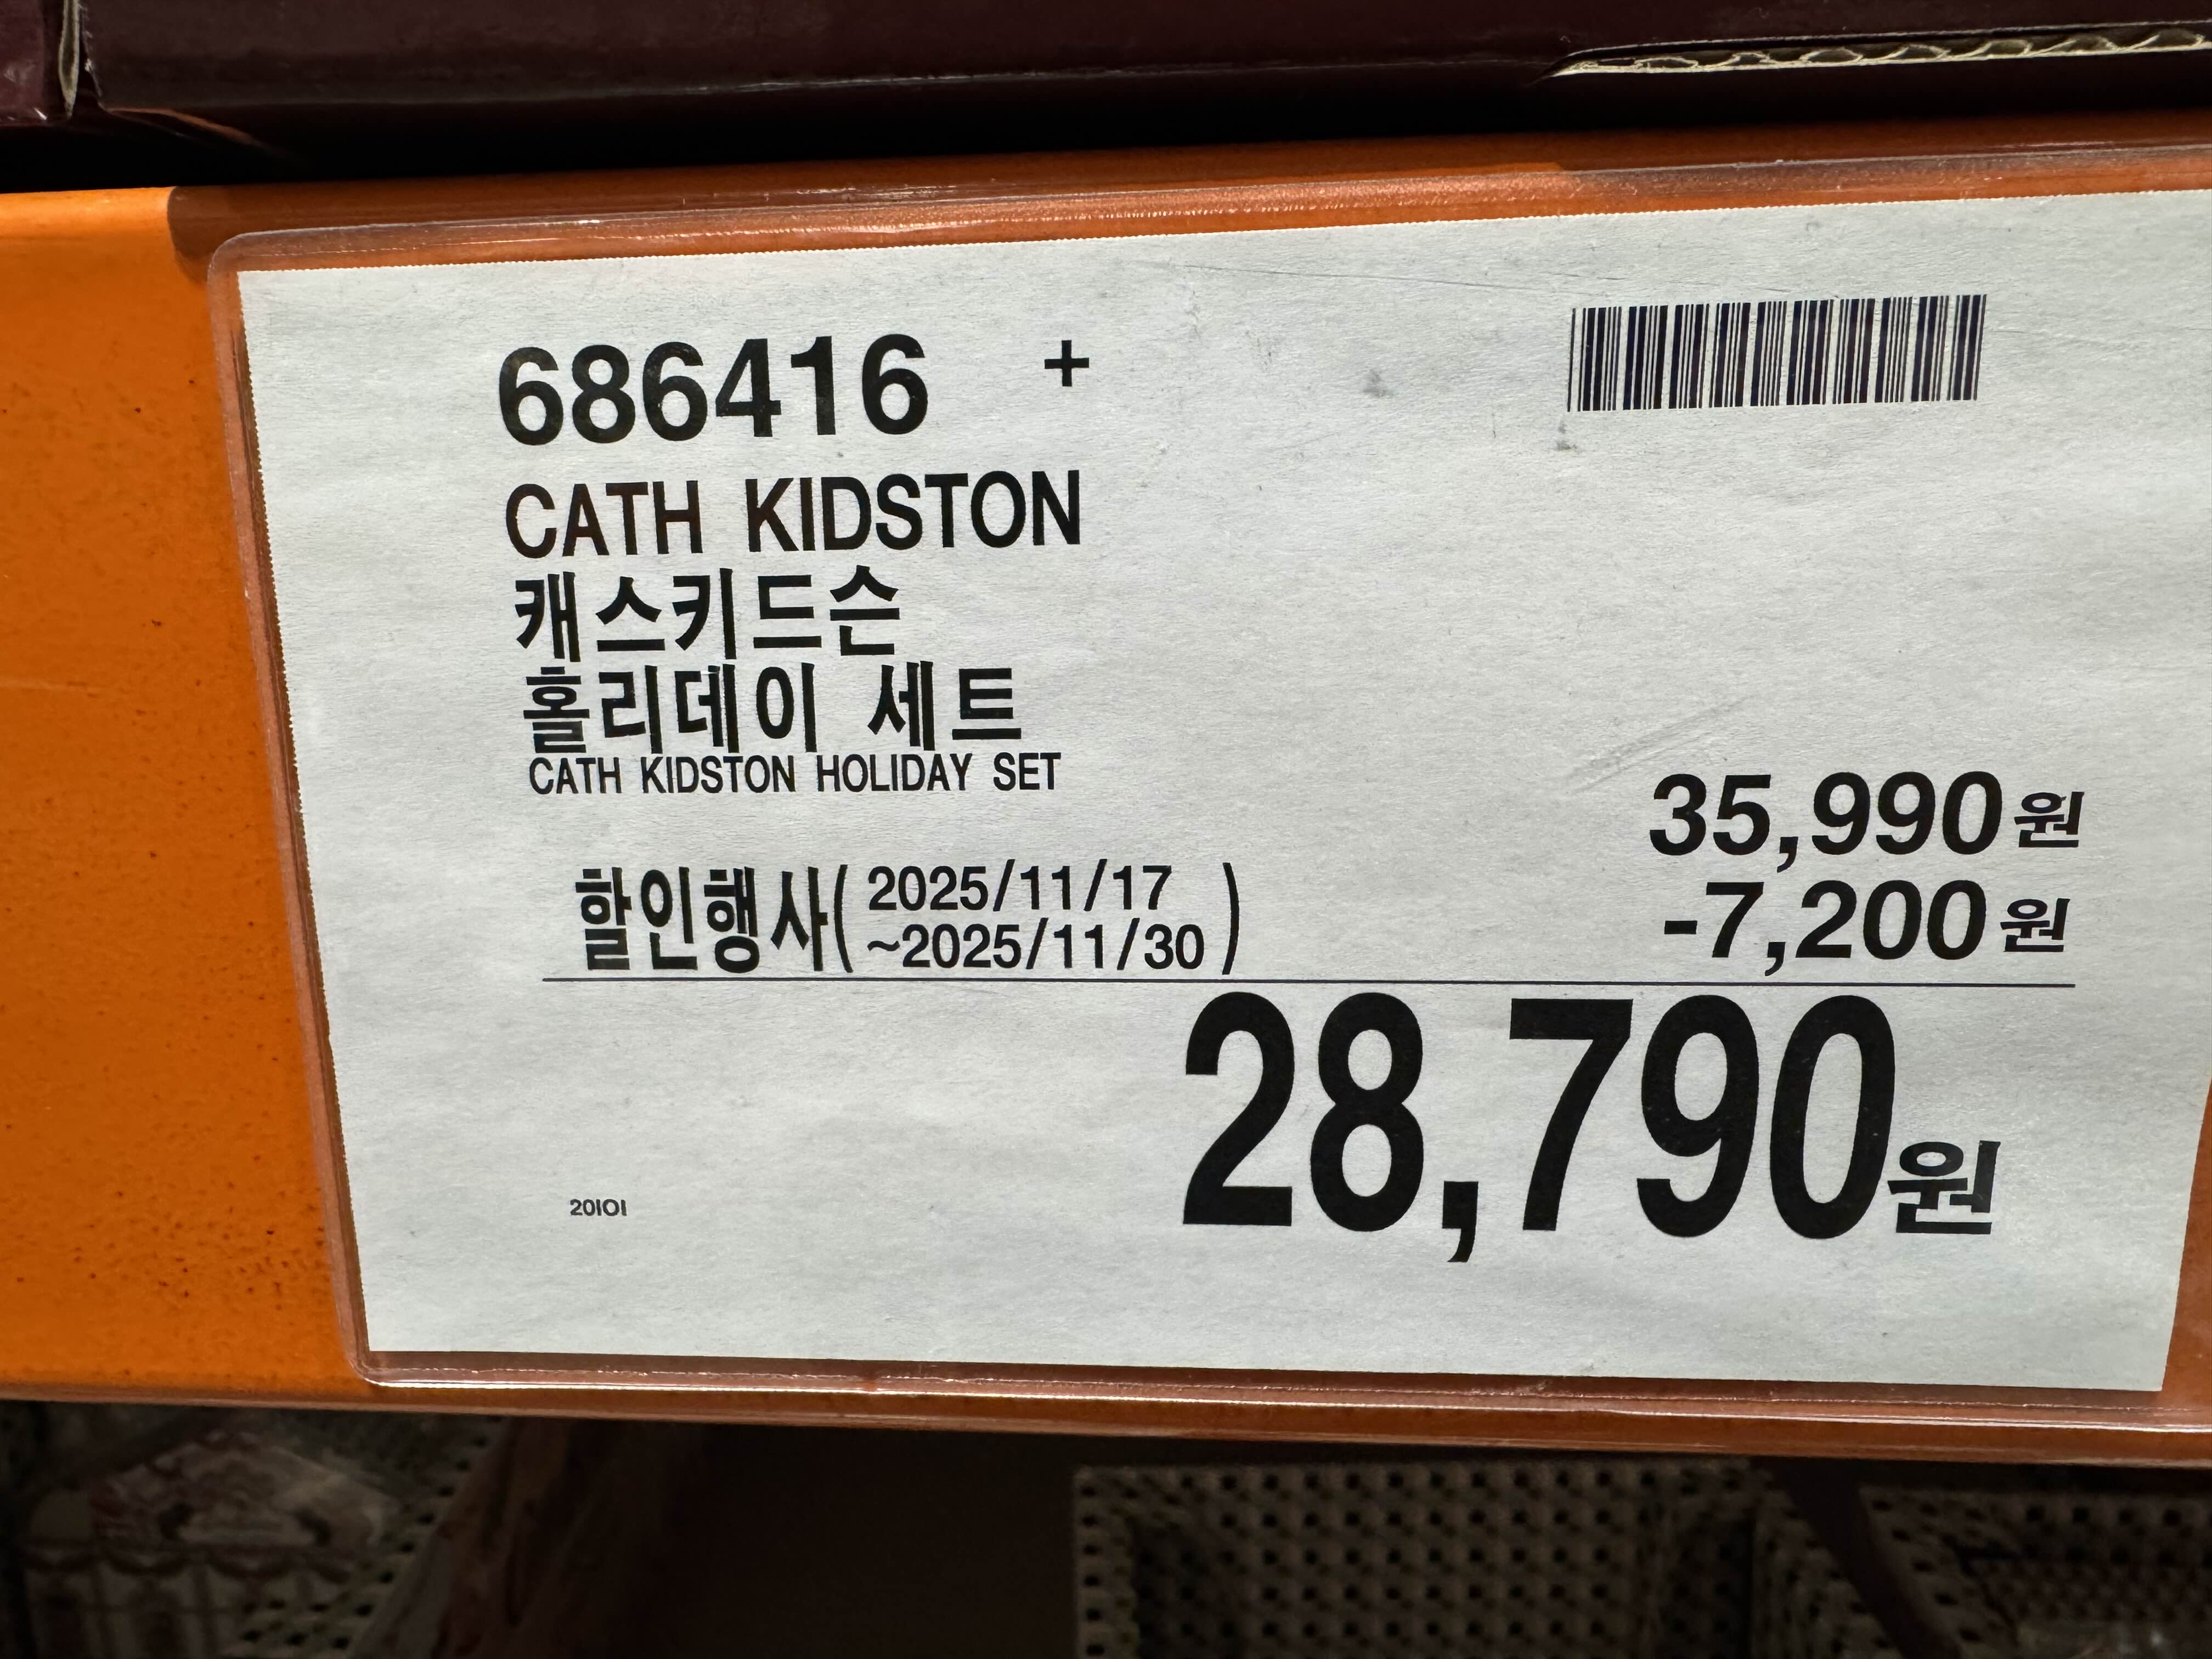 686416 +
CATH KIDSTON
캐스키드슨
홀리데이 세트
CATH KIDSTON HOLIDAY SET
35,990원
할인행사( 2025/11/17
~2025/11/30 )
-7,200원
28,790원
20IOI